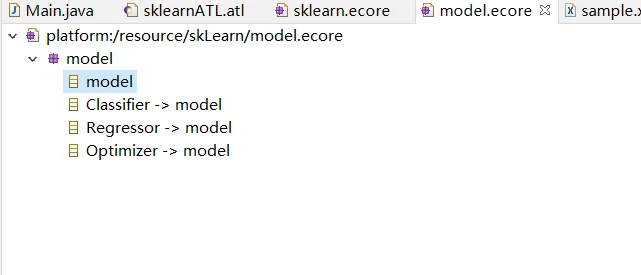 Main.java sklearnATL.atl sklearn.ecore model.ecore sample.x
platform:/resource/skLearn/model.ecore
model
model
Classifier -> model
Regressor -> model
Optimizer -> model